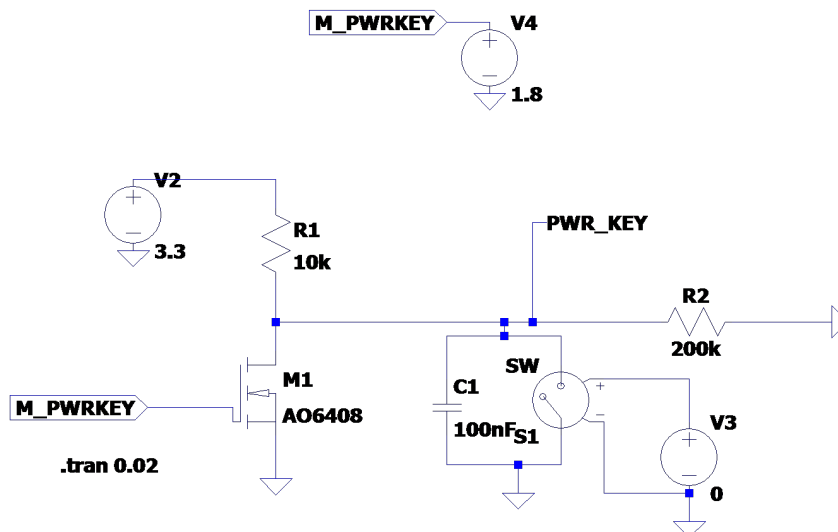 M_PWRKEY
V4
1.8
V2
3.3
R1
10k
PWR_KEY
R2
200k
M_PWRKEY
M1
AO6408
C1
100nF
SW
S1
V3
0
.tran 0.02